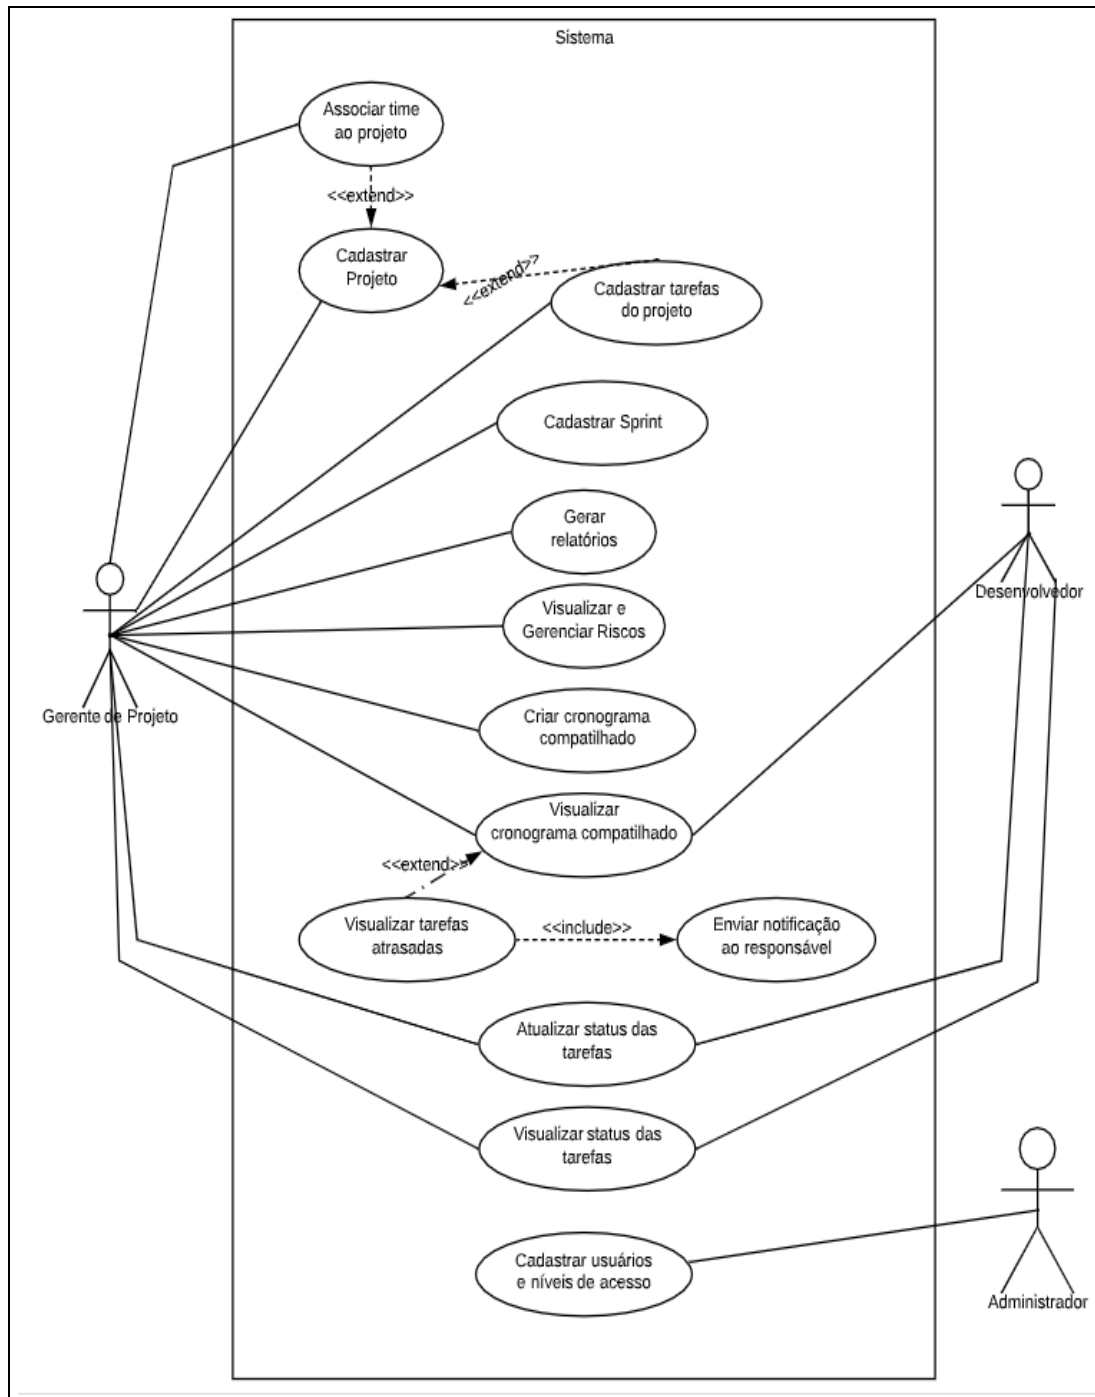 Sistema
Associar time
ao projeto
<<extend>>
Cadastrar
Projeto
<<extend>>
Cadastrar tarefas
do projeto
Cadastrar Sprint
Gerar
relatórios
Desenvolvedor
Visualizar e
Gerenciar Riscos
Gerente de Projeto
Criar cronograma
compatilhado
Visualizar
cronograma compatilhado
<<extend>>
Visualizar tarefas
atrasadas
<<include>>
Enviar notificação
ao responsável
Atualizar status das
tarefas
Visualizar status das
tarefas
Cadastrar usuários
e níveis de acesso
Administrador